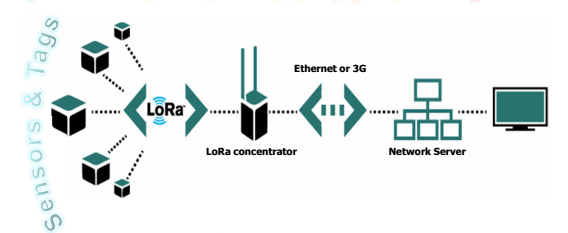 Sensors & Tags
LoRa
Ethernet or 3G
LoRa concentrator
Network Server